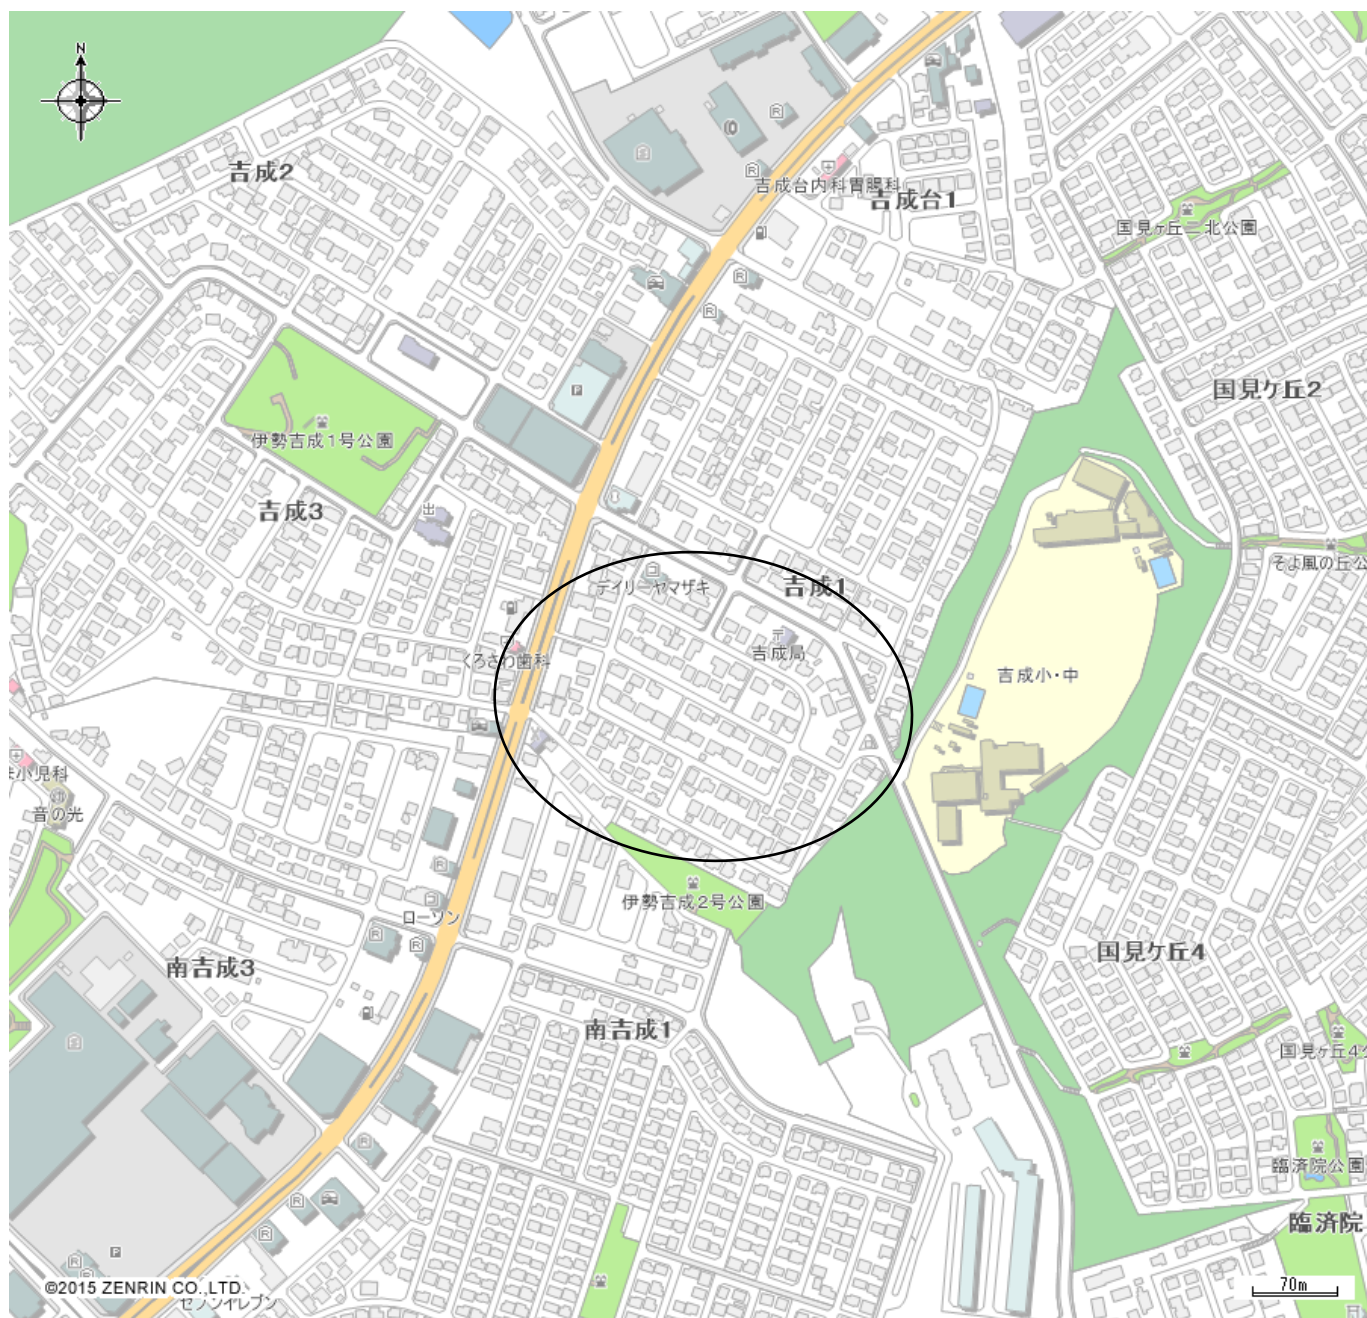 N
吉成2
吉成台内科胃腸科
吉成台1
国見ヶ丘二北公園
国見ケ丘2
伊勢吉成1号公園
吉成3
出
デイリーヤマザキ
吉成1
そよ風の丘公
くろさわ歯科
吉成局
吉成小・中
小児科
音の光
伊勢吉成2号公園
ローソン
南吉成3
国見ケ丘4
南吉成1
国見ヶ丘4公
臨済院公園
臨済院
©2015 ZENRIN CO.,LTD.
セブンイレブン
70m